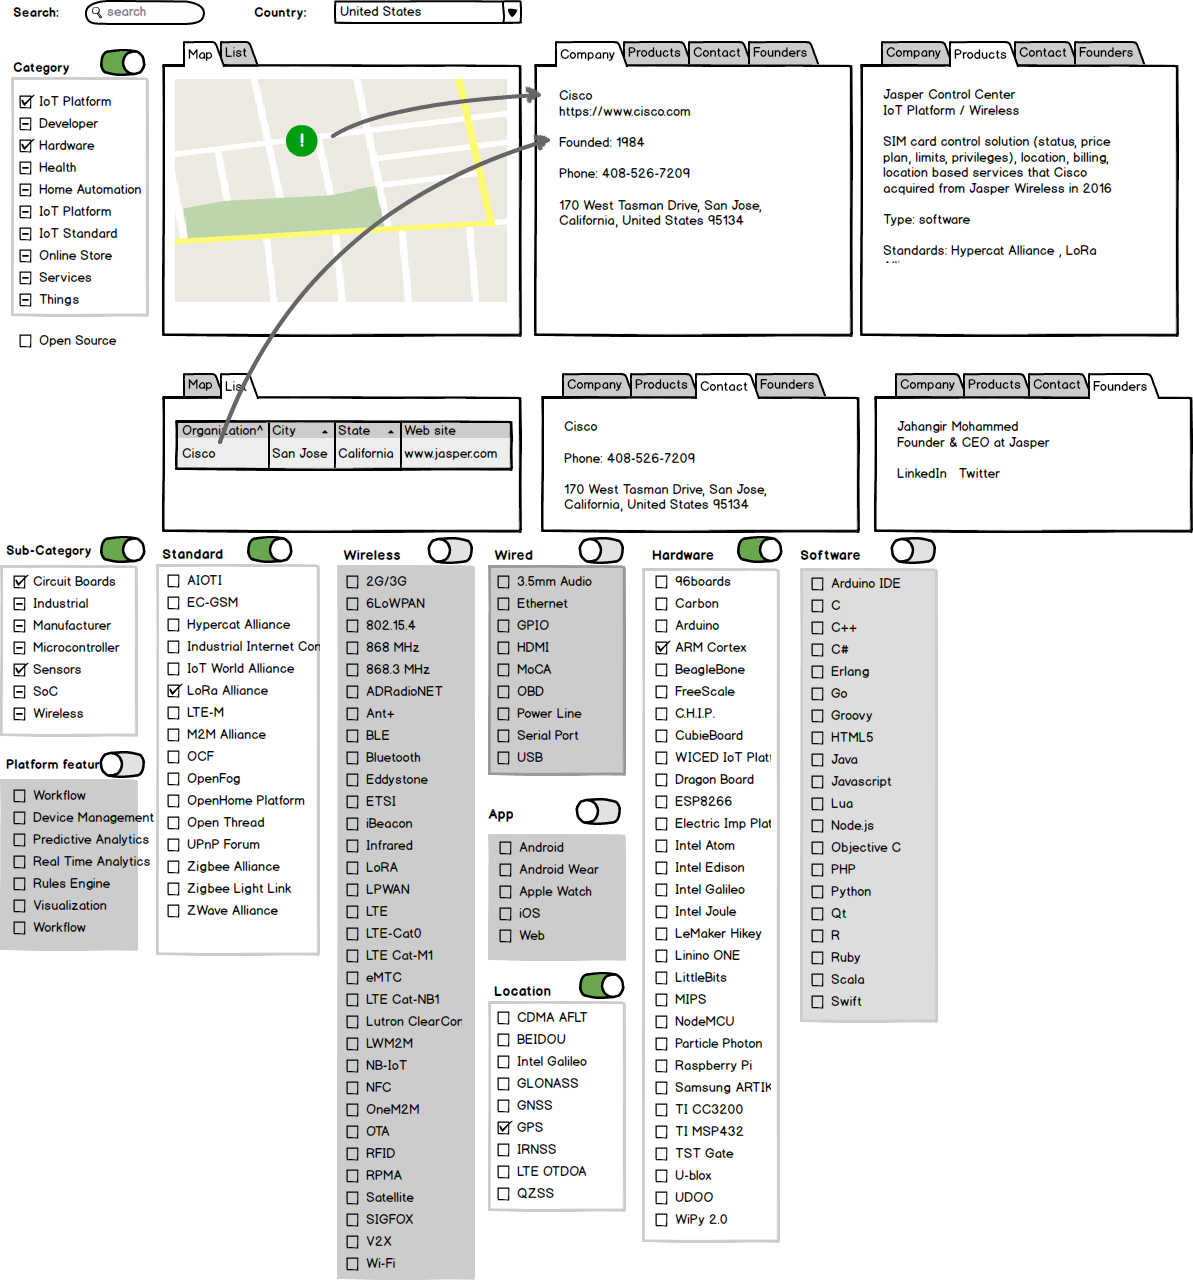 Search:
search
Country:
United States
Category
IoT Platform
Developer
Hardware
Health
Home Automation
IoT Platform
IoT Standard
Online Store
Services
Things
Open Source
Map
List
!
Company
Products
Contact
Founders
Cisco
https://www.cisco.com
Founded: 1984
Phone: 408-526-7209
170 West Tasman Drive, San Jose,
California, United States 95134
Company
Products
Contact
Founders
Jasper Control Center
IoT Platform / Wireless
SIM card control solution (status, price
plan, limits, privileges), location, billing,
location based services that Cisco
acquired from Jasper Wireless in 2016
Type: software
Standards: Hypercat Alliance , LoRa
Map
List
Organization^ City State Web site
Cisco San Jose California www.jasper.com
Company
Products
Contact
Founders
Cisco
Phone: 408-526-7209
170 West Tasman Drive, San Jose,
California, United States 95134
Company
Products
Contact
Founders
Jahangir Mohammed
Founder & CEO at Jasper
LinkedIn Twitter
Sub-Category
Circuit Boards
Industrial
Manufacturer
Microcontroller
Sensors
SoC
Wireless
Platform featur
Workflow
Device Management
Predictive Analytics
Real Time Analytics
Rules Engine
Visualization
Workflow
Standard
AIOTI
EC-GSM
Hypercat Alliance
Industrial Internet Con
IoT World Alliance
LoRa Alliance
LTE-M
M2M Alliance
OCF
OpenFog
OpenHome Platform
Open Thread
UPnP Forum
Zigbee Alliance
Zigbee Light Link
ZWave Alliance
Wireless
2G/3G
6LoWPAN
802.15.4
868 MHz
868.3 MHz
ADRadioNET
Ant+
BLE
Bluetooth
Eddystone
ETSI
iBeacon
Infrared
LoRA
LPWAN
LTE
LTE-Cat0
LTE Cat-M1
eMTC
LTE Cat-NB1
Lutron ClearCon
LWM2M
NB-IoT
NFC
OneM2M
OTA
RFID
RPMA
Satellite
SIGFOX
V2X
Wi-Fi
Wired
3.5mm Audio
Ethernet
GPIO
HDMI
MoCA
OBD
Power Line
Serial Port
USB
App
Android
Android Wear
Apple Watch
iOS
Web
Location
CDMA AFLT
BEIDOU
Intel Galileo
GLONASS
GNSS
GPS
IRNSS
LTE OTDOA
QZSS
Hardware
96boards
Carbon
Arduino
ARM Cortex
BeagleBone
FreeScale
C.H.I.P.
CubieBoard
WICED IoT Platf
Dragon Board
ESP8266
Electric Imp Plat
Intel Atom
Intel Edison
Intel Galileo
Intel Joule
LeMaker Hikey
Linino ONE
LittleBits
MIPS
NodeMCU
Particle Photon
Raspberry Pi
Samsung ARTIK
TI CC3200
TI MSP432
TST Gate
U-blox
UDOO
WiPy 2.0
Software
Arduino IDE
C
C++
C#
Erlang
Go
Groovy
HTML5
Java
Javascript
Lua
Node.js
Objective C
PHP
Python
Qt
R
Ruby
Scala
Swift